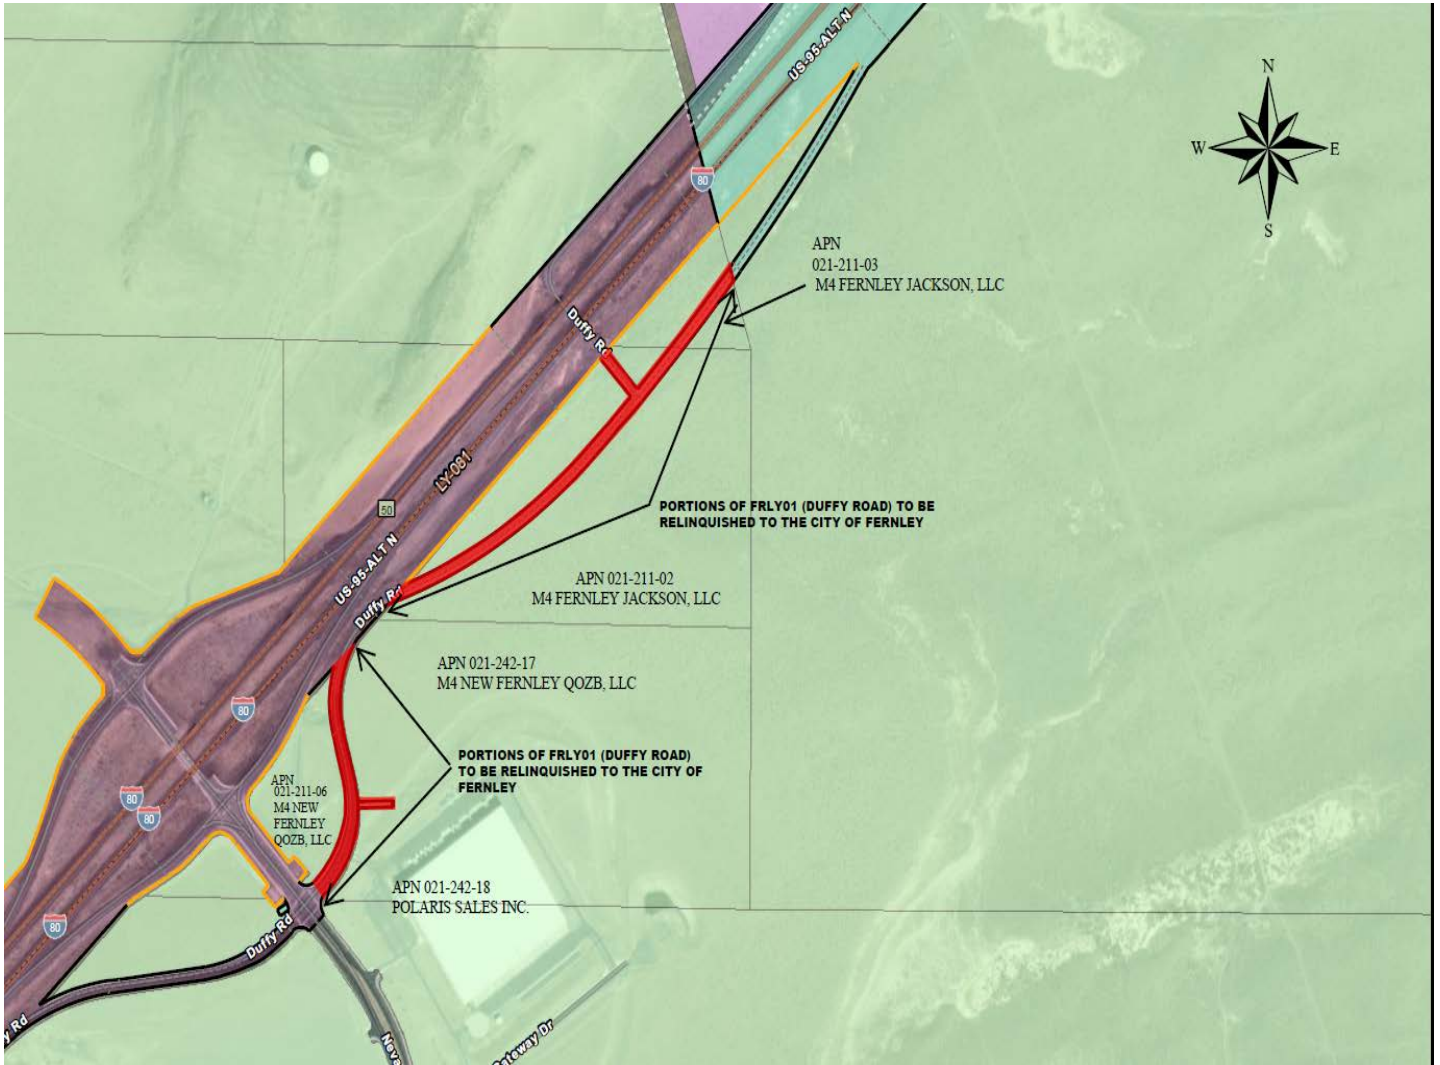 US-95-ALT N
N
W
E
S
80
APN
021-211-03
M4 FERNLEY JACKSON, LLC
Duffy Rd
LY-081
50
PORTIONS OF FRLY01 (DUFFY ROAD) TO BE
RELINQUISHED TO THE CITY OF FERNLEY
US-95-ALT N
APN 021-211-02
M4 FERNLEY JACKSON, LLC
Duffy Rd
APN 021-242-17
M4 NEW FERNLEY QOZB, LLC
80
PORTIONS OF FRLY01 (DUFFY ROAD)
TO BE RELINQUISHED TO THE CITY OF
FERNLEY
APN
021-211-06
M4 NEW
FERNLEY
QOZB, LLC
80
80
APN 021-242-18
POLARIS SALES INC.
80
Duffy Rd
y Rd
Neva
ateway Dr